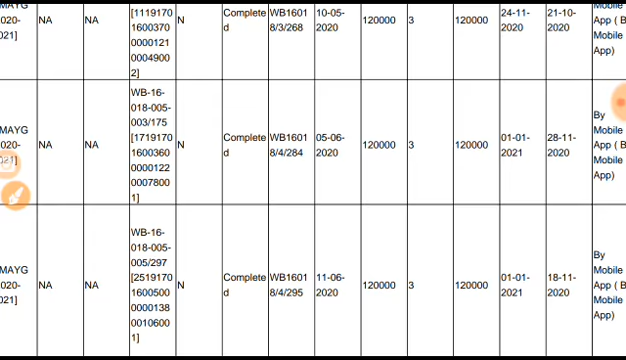 MAYG
020-
021]
NA
NA
[1119170
1600370
0000121
0004900
2]
N
Complete
d
WB1601
8/3/268
10-05-
2020
120000
3
120000
24-11-
2020
21-10-
2020
Mobile
App ( B
Mobile
App)
MAYG
020-
021]
NA
NA
WB-16-
018-005-
003/175
[1719170
1600360
0000122
0007800
1]
N
Complete
d
WB1601
8/4/284
05-06-
2020
120000
3
120000
01-01-
2021
28-11-
2020
By
Mobile
App ( B
Mobile
App)
MAYG
020-
021]
NA
NA
WB-16-
018-005-
005/297
[2519170
1600500
0000138
0010600
1]
N
Complete
d
WB1601
8/4/295
11-06-
2020
120000
3
120000
01-01-
2021
18-11-
2020
By
Mobile
App ( B
Mobile
App)